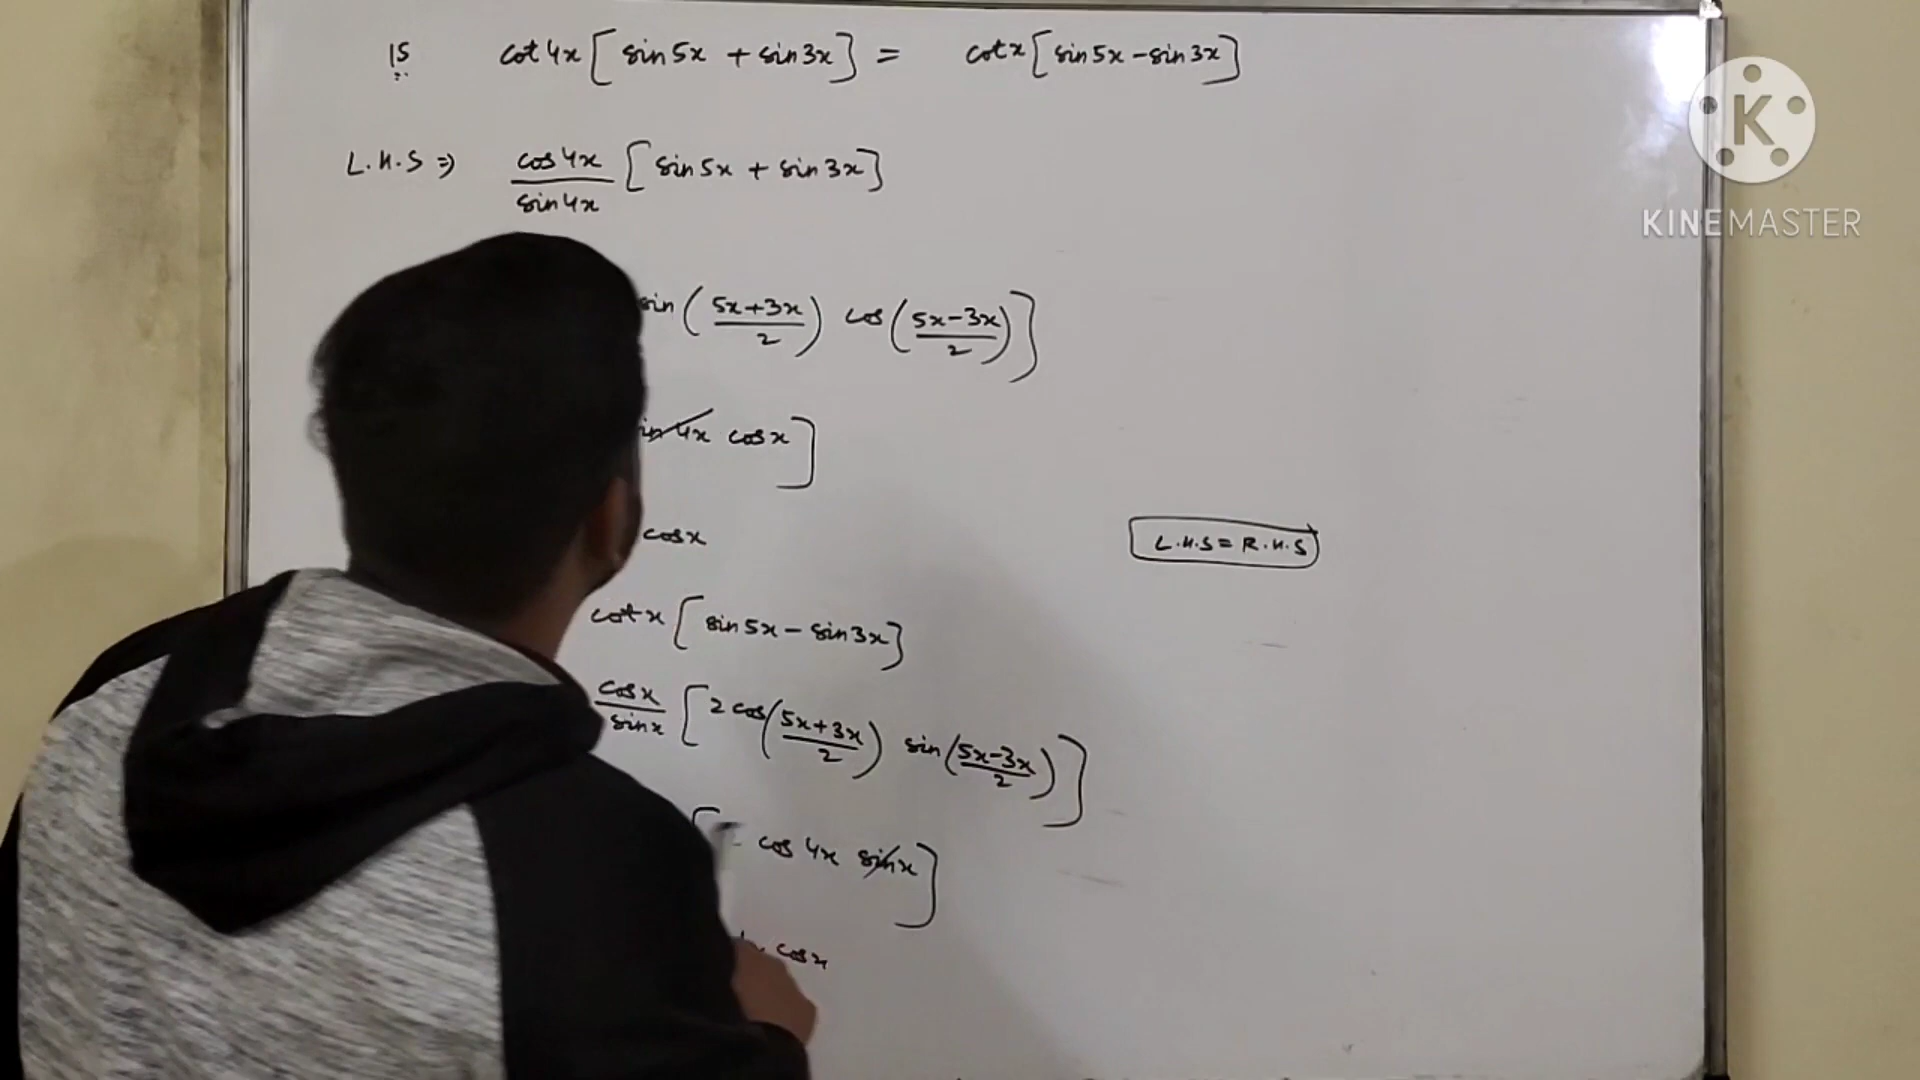 15 cot 4x [ sin 5x + sin 3x ] = cot x [ sin 5x - sin 3x ]
K
KINEMASTER
L.H.S ⇒ cos 4x / sin 4x [ sin 5x + sin 3x ]
sin ( 5x+3x / 2 ) cos ( 5x-3x / 2 ) ]
4x cos x ]
cos x
L.H.S = R.H.S
cot x [ sin 5x - sin 3x ]
cos x / sin x [ 2 cos ( 5x+3x / 2 ) sin ( 5x-3x / 2 ) ]
[ cos 4x sin x ]
cos x